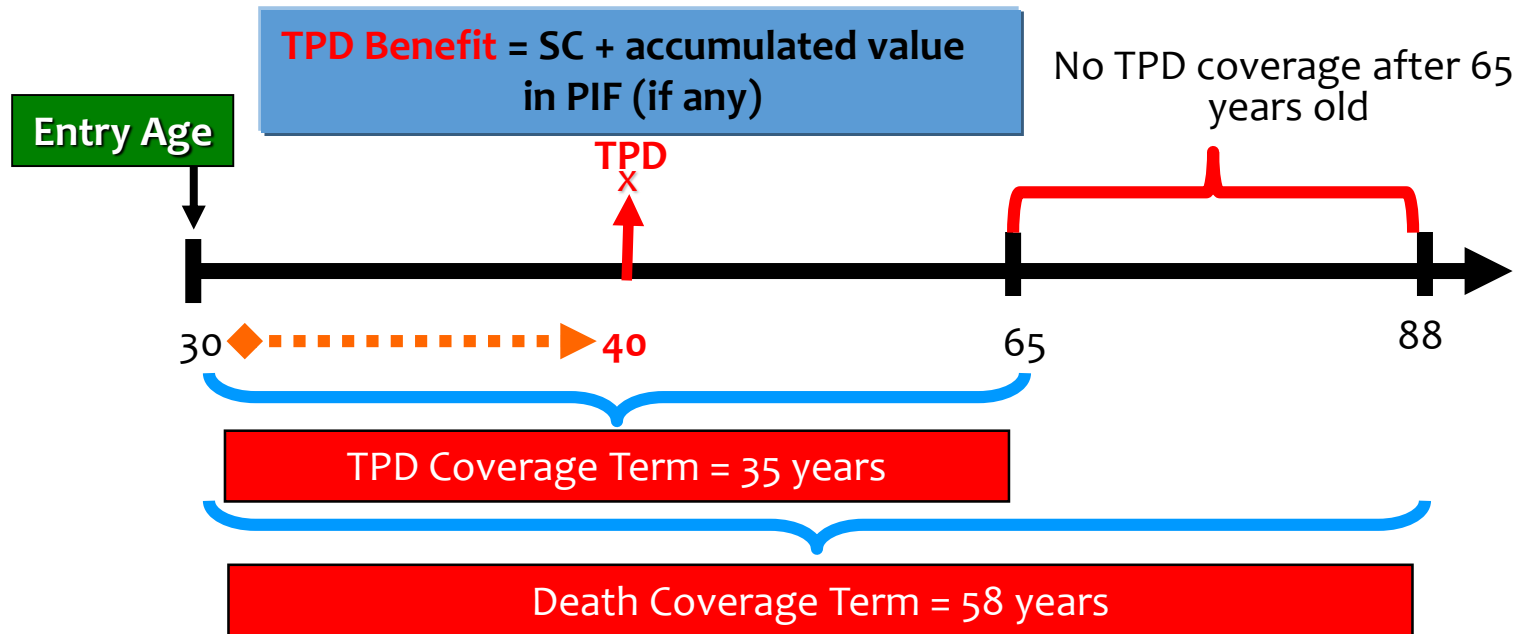 TPD Benefit = SC + accumulated value
in PIF (if any)
No TPD coverage after 65
years old
Entry Age
TPD
x
30
40
65
88
TPD Coverage Term = 35 years
Death Coverage Term = 58 years